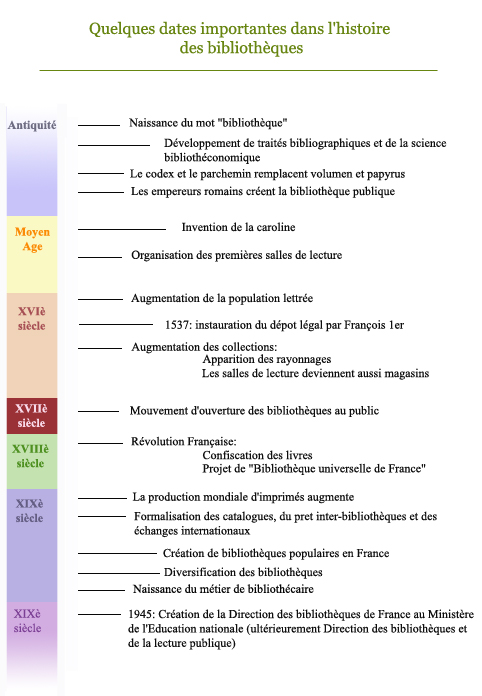 Quelques dates importantes dans l'histoire
des bibliothèques
Antiquité
Naissance du mot "bibliothèque"
Développement de traités bibliographiques et de la science
bibliothéconomique
Le codex et le parchemin remplacent volumen et papyrus
Les empereurs romains créent la bibliothèque publique
Moyen
Age
Invention de la caroline
Organisation des premières salles de lecture
XVIè
siècle
Augmentation de la population lettrée
1537: instauration du dépot légal par François 1er
Augmentation des collections:
Apparition des rayonnages
Les salles de lecture deviennent aussi magasins
XVIIè
siècle
Mouvement d'ouverture des bibliothèques au public
XVIIIè
siècle
Révolution Française:
Confiscation des livres
Projet de "Bibliothèque universelle de France"
XIXè
siècle
La production mondiale d'imprimés augmente
Formalisation des catalogues, du pret inter-bibliothèques et des
échanges internationaux
Création de bibliothèques populaires en France
Diversification des bibliothèques
Naissance du métier de bibliothécaire
XIXè
siècle
1945: Création de la Direction des bibliothèques de France au Ministère
de l'Education nationale (ultérieurement Direction des bibliothèques et
de la lecture publique)